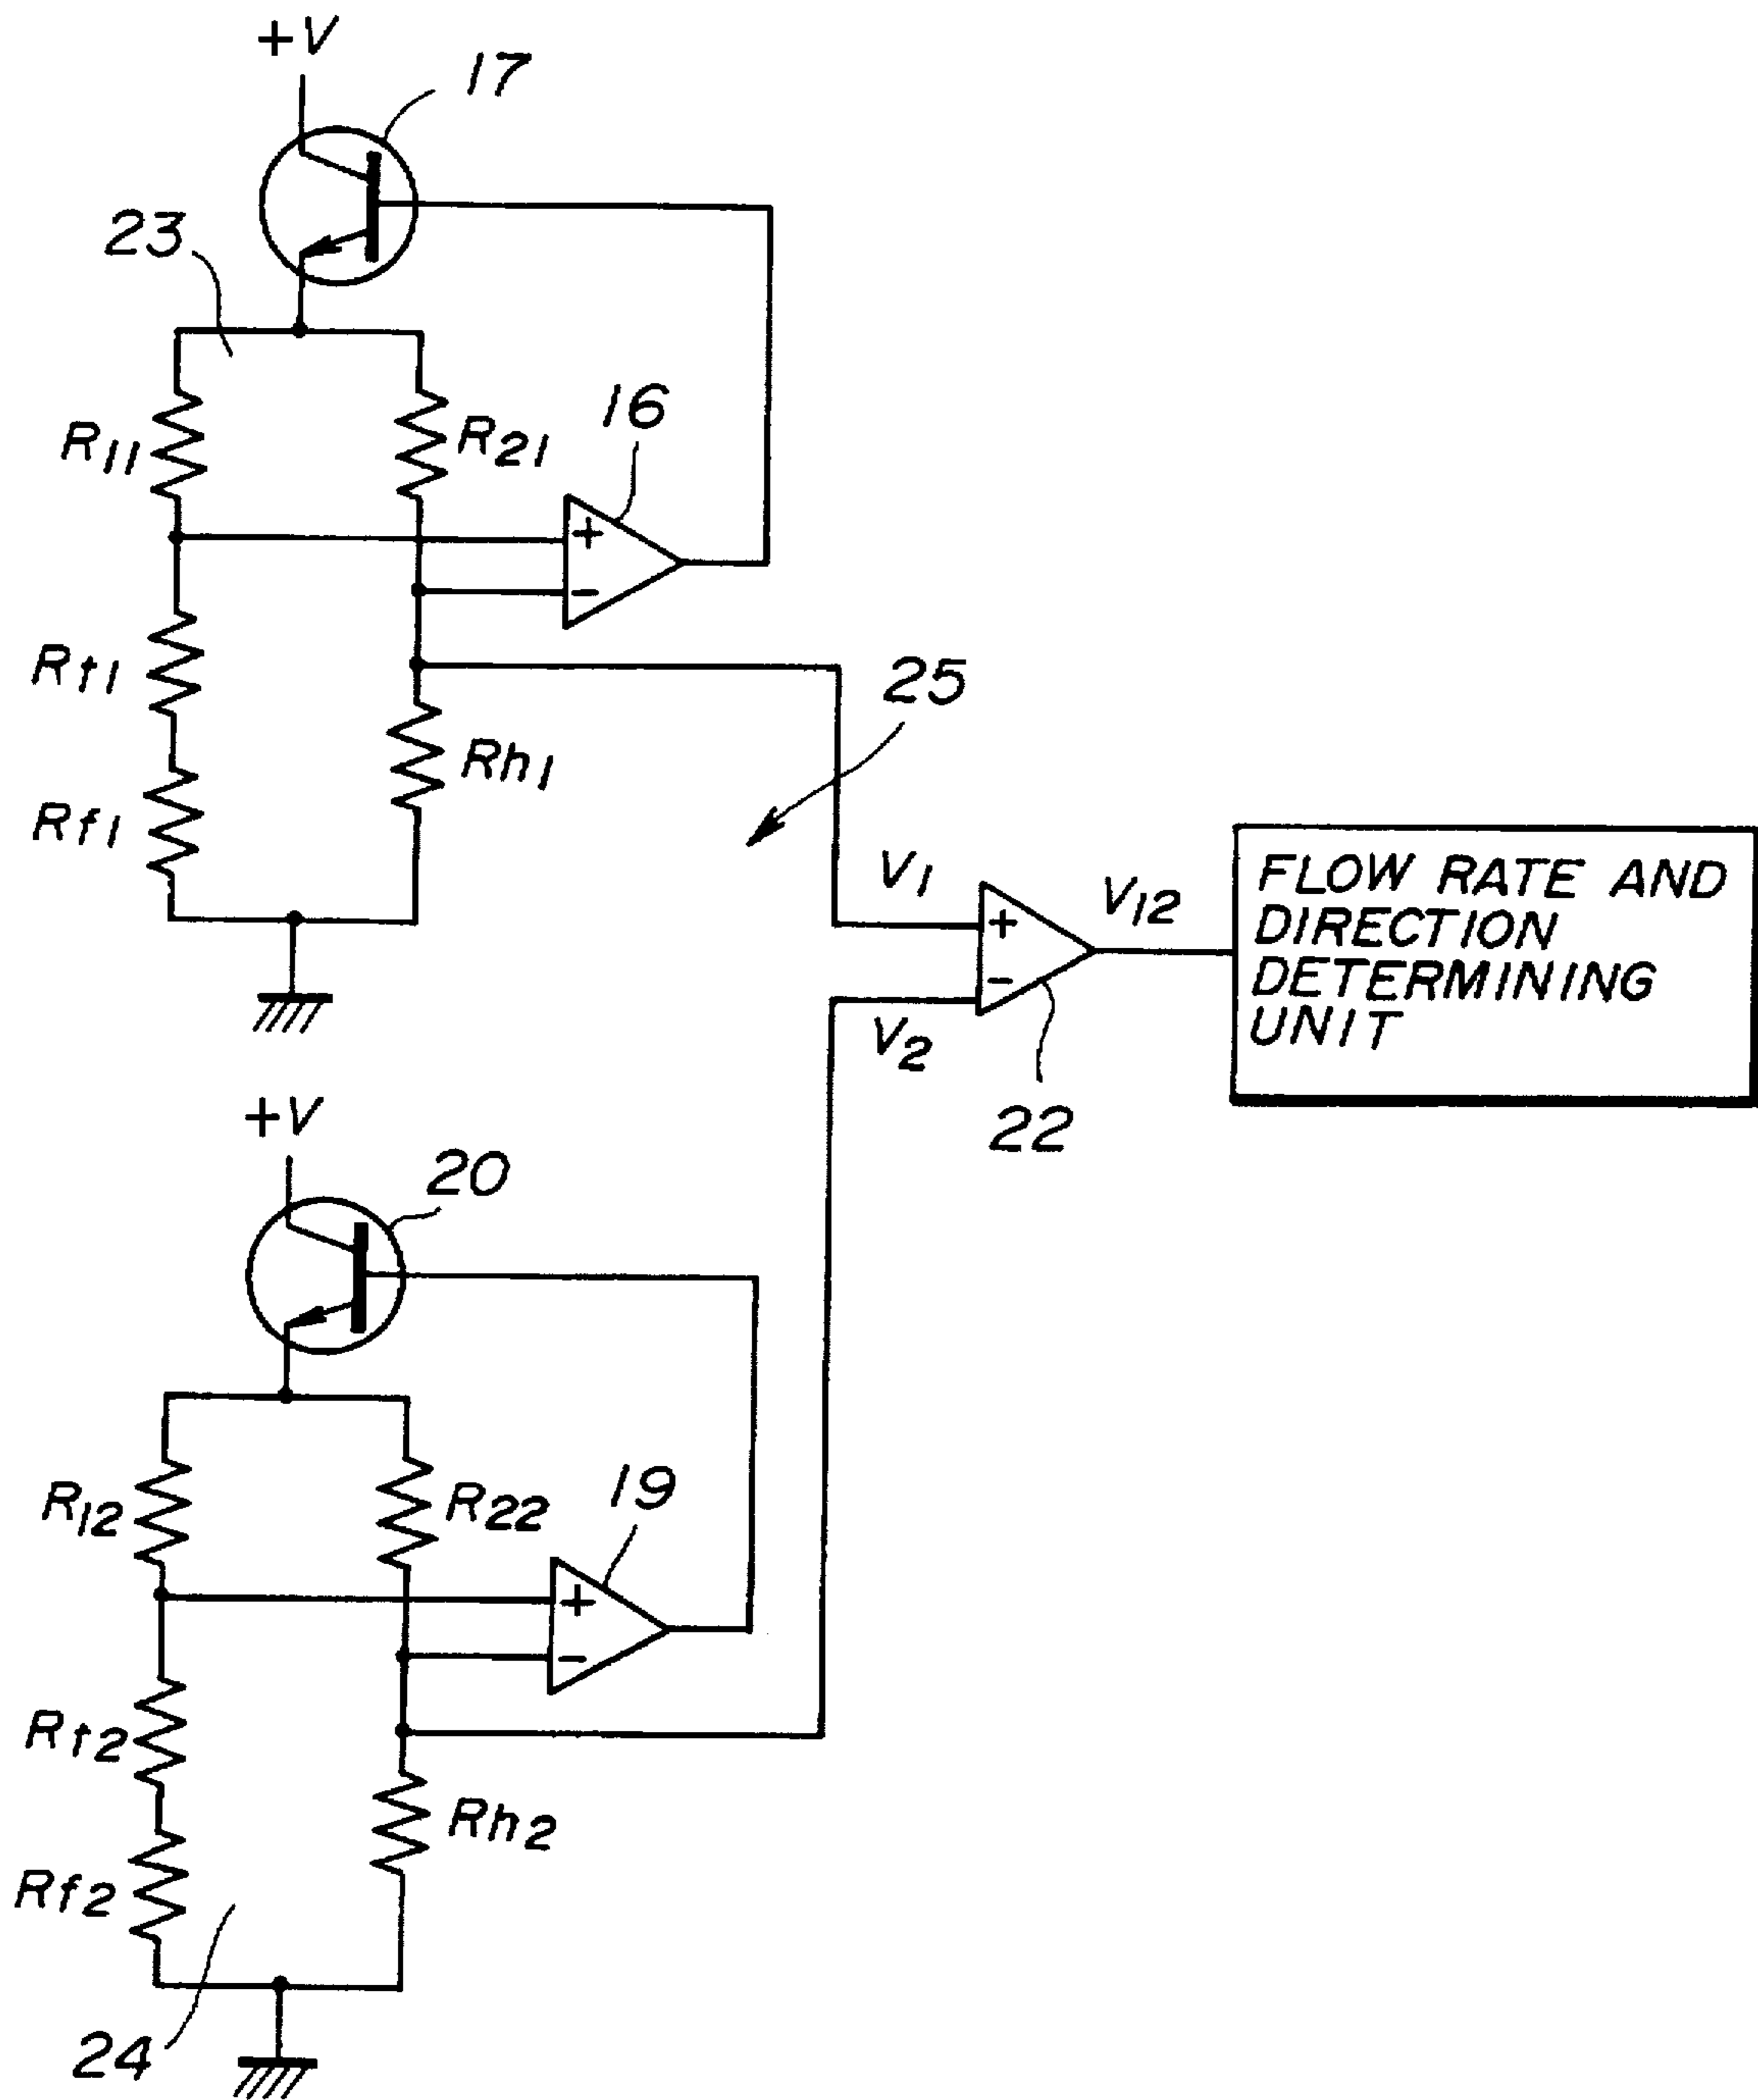 +V
17
23
R11
R21
16
Rt1
Rf1
Rh1
25
V1
V12
FLOW RATE AND
DIRECTION
DETERMINING
UNIT
+
-
+
-
V2
22
+V
20
R12
R22
19
+
-
Rt2
Rf2
Rh2
24